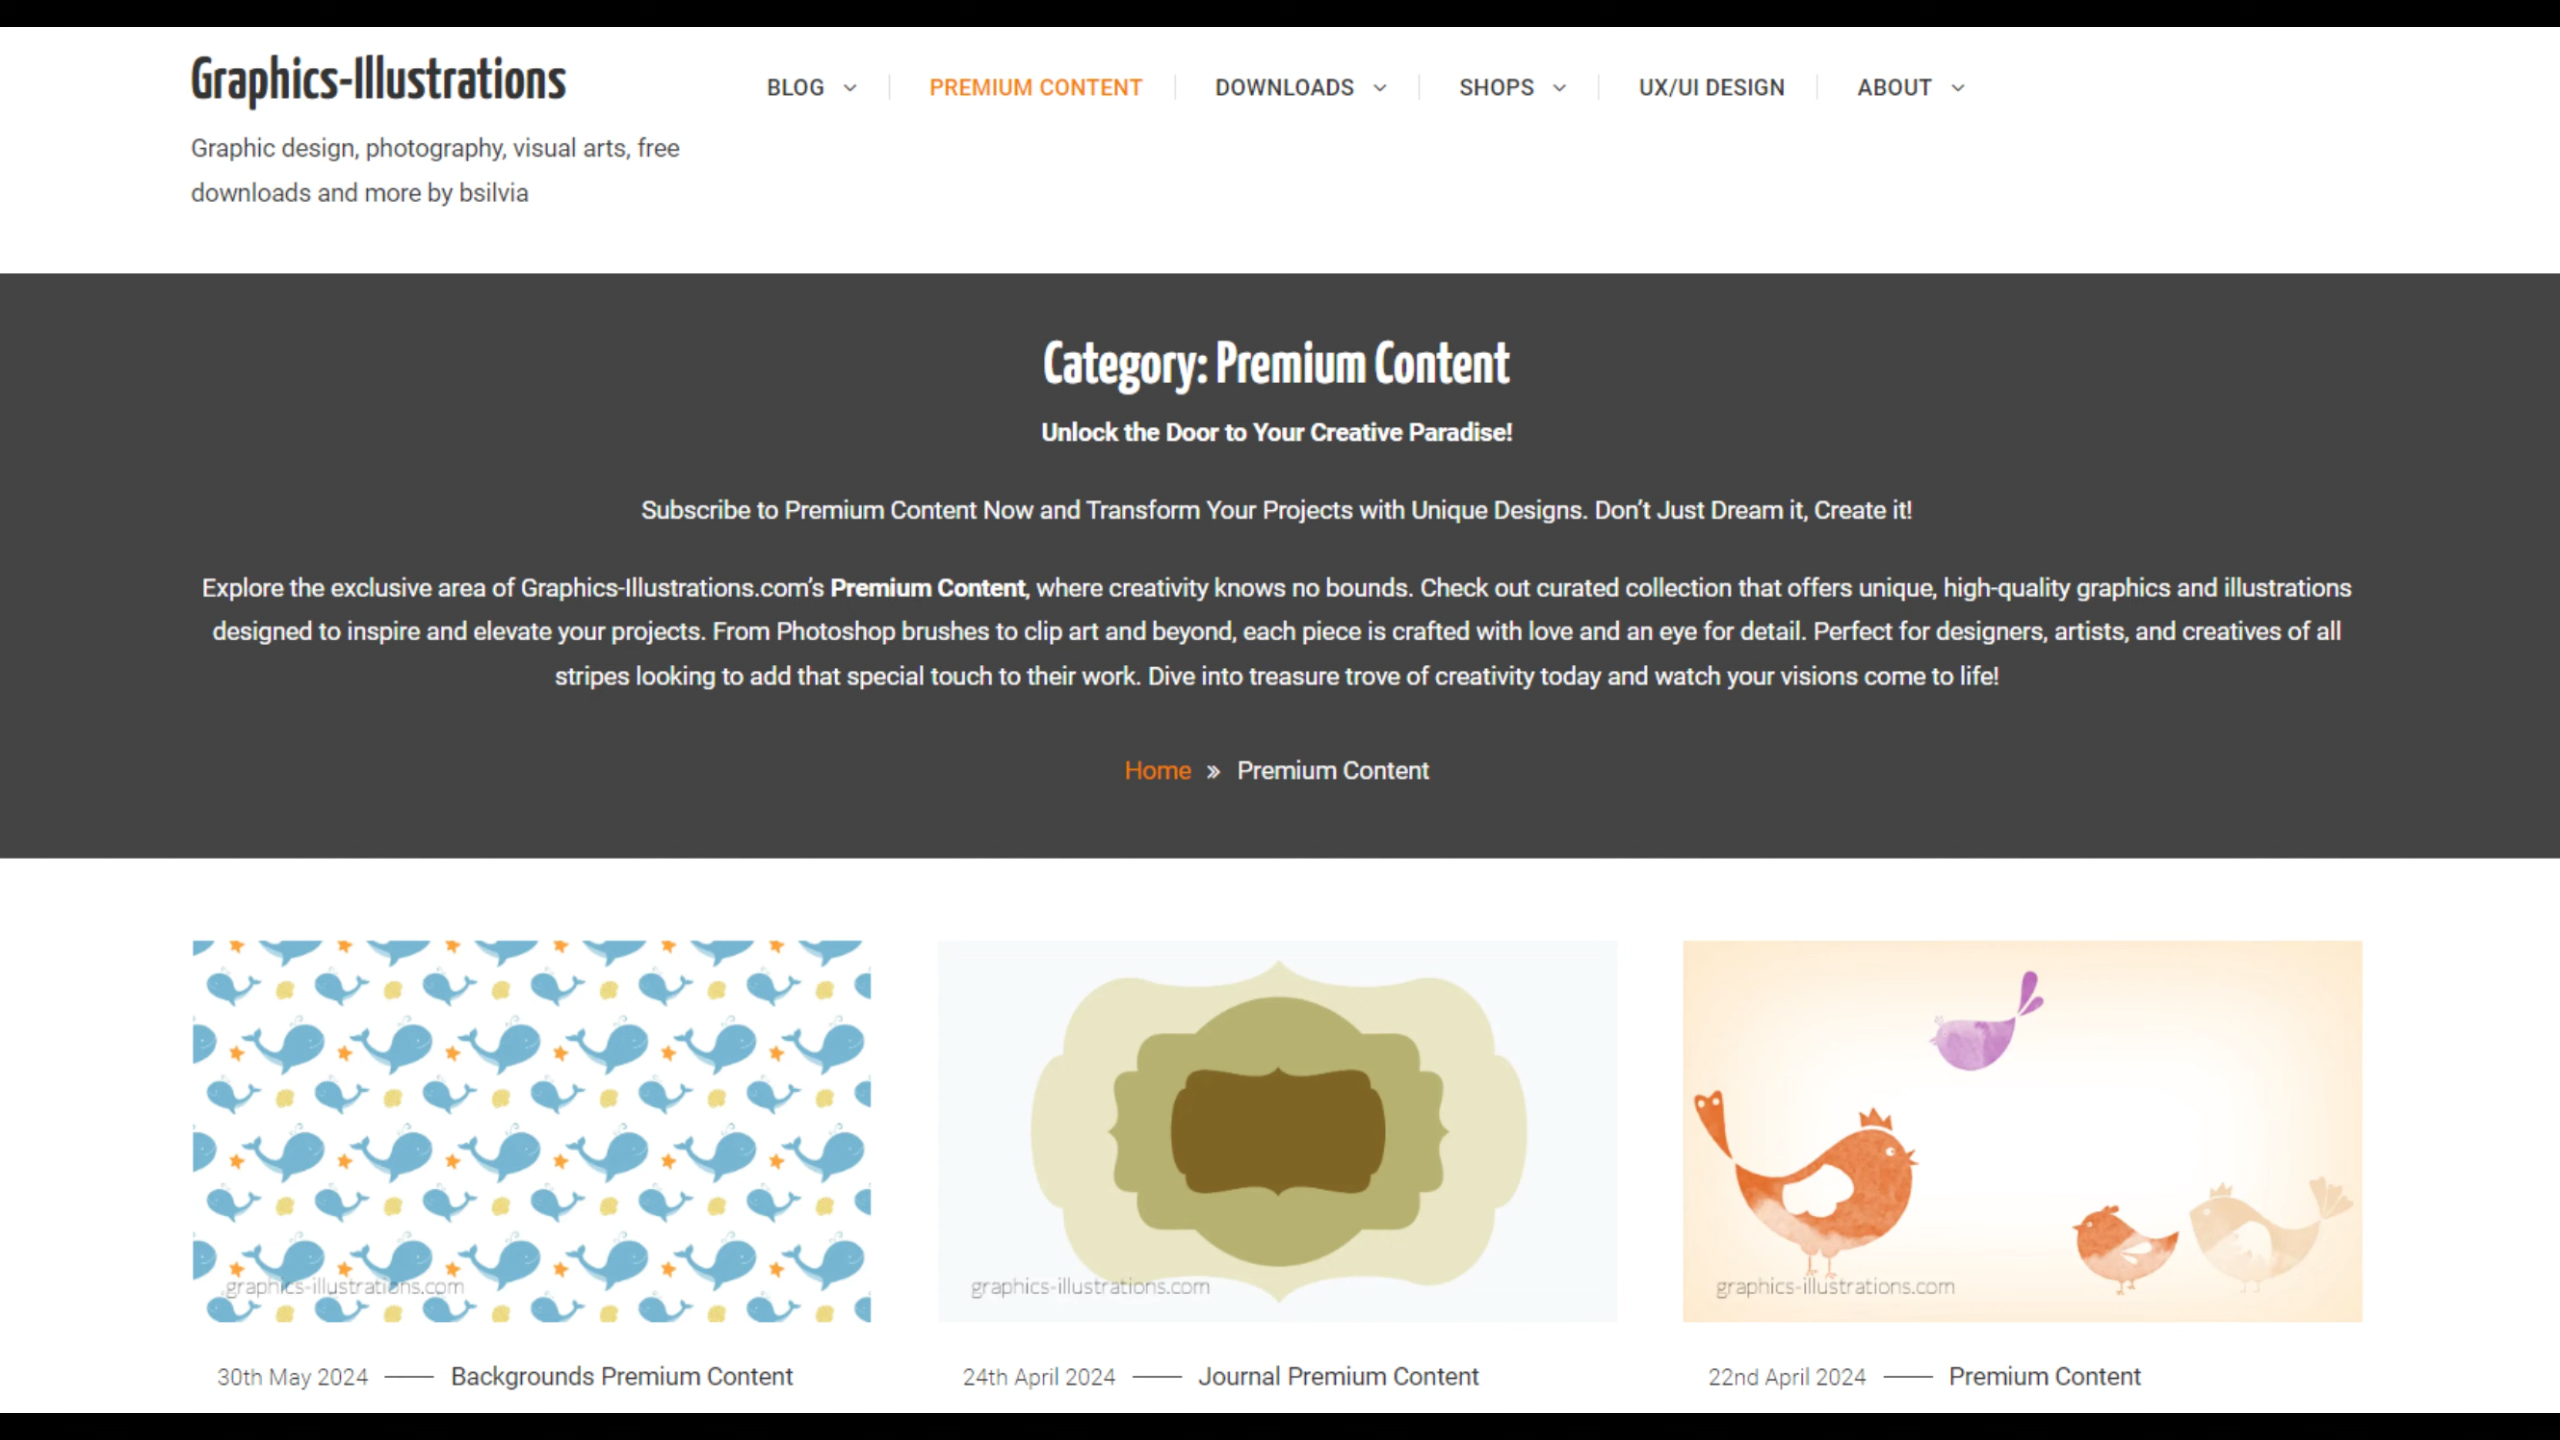 Graphics-Illustrations
Graphic design, photography, visual arts, free
downloads and more by bsilvia
BLOG
PREMIUM CONTENT
DOWNLOADS
SHOPS
UX/UI DESIGN
ABOUT
Category: Premium Content
Unlock the Door to Your Creative Paradise!
Subscribe to Premium Content Now and Transform Your Projects with Unique Designs. Don’t Just Dream it, Create it!
Explore the exclusive area of Graphics-Illustrations.com’s Premium Content, where creativity knows no bounds. Check out curated collection that offers unique, high-quality graphics and illustrations
designed to inspire and elevate your projects. From Photoshop brushes to clip art and beyond, each piece is crafted with love and an eye for detail. Perfect for designers, artists, and creatives of all
stripes looking to add that special touch to their work. Dive into treasure trove of creativity today and watch your visions come to life!
Home » Premium Content
graphics-illustrations.com
graphics-illustrations.com
graphics-illustrations.com
30th May 2024 — Backgrounds Premium Content
24th April 2024 — Journal Premium Content
22nd April 2024 — Premium Content